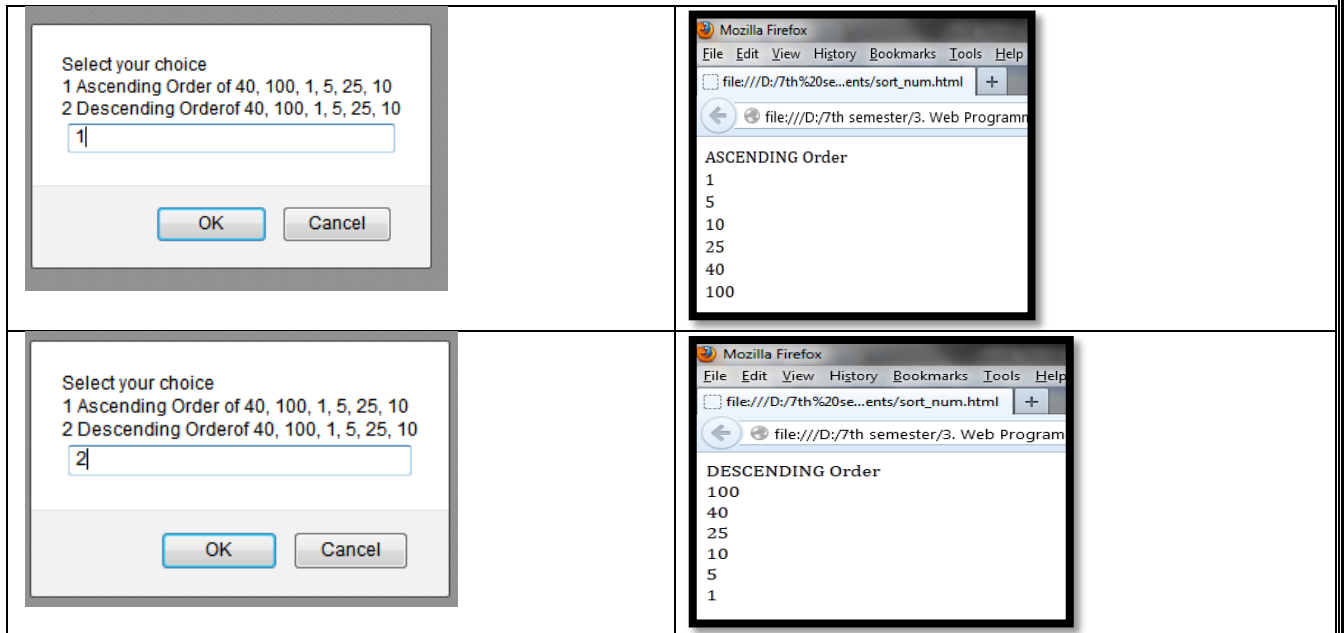 Select your choice
1 Ascending Order of 40, 100, 1, 5, 25, 10
2 Descending Orderof 40, 100, 1, 5, 25, 10
1
OK
Cancel
Mozilla Firefox
File Edit View History Bookmarks Tools Help
file:///D:/7th%20se...ents/sort_num.html +
file:///D:/7th semester/3. Web Programm
ASCENDING Order
1
5
10
25
40
100
Select your choice
1 Ascending Order of 40, 100, 1, 5, 25, 10
2 Descending Orderof 40, 100, 1, 5, 25, 10
2
OK
Cancel
Mozilla Firefox
File Edit View History Bookmarks Tools Help
file:///D:/7th%20se...ents/sort_num.html +
file:///D:/7th semester/3. Web Program
DESCENDING Order
100
40
25
10
5
1